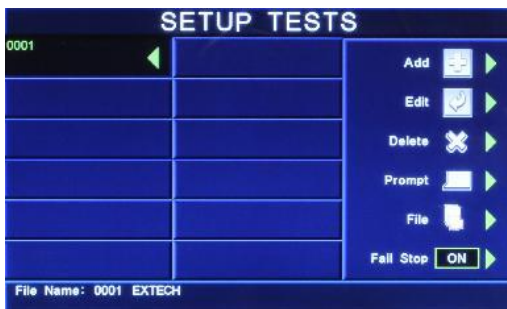 SETUP TESTS
0001
Add
Edit
Delete
Prompt
File
Fail Stop ON
File Name: 0001 EXTECH